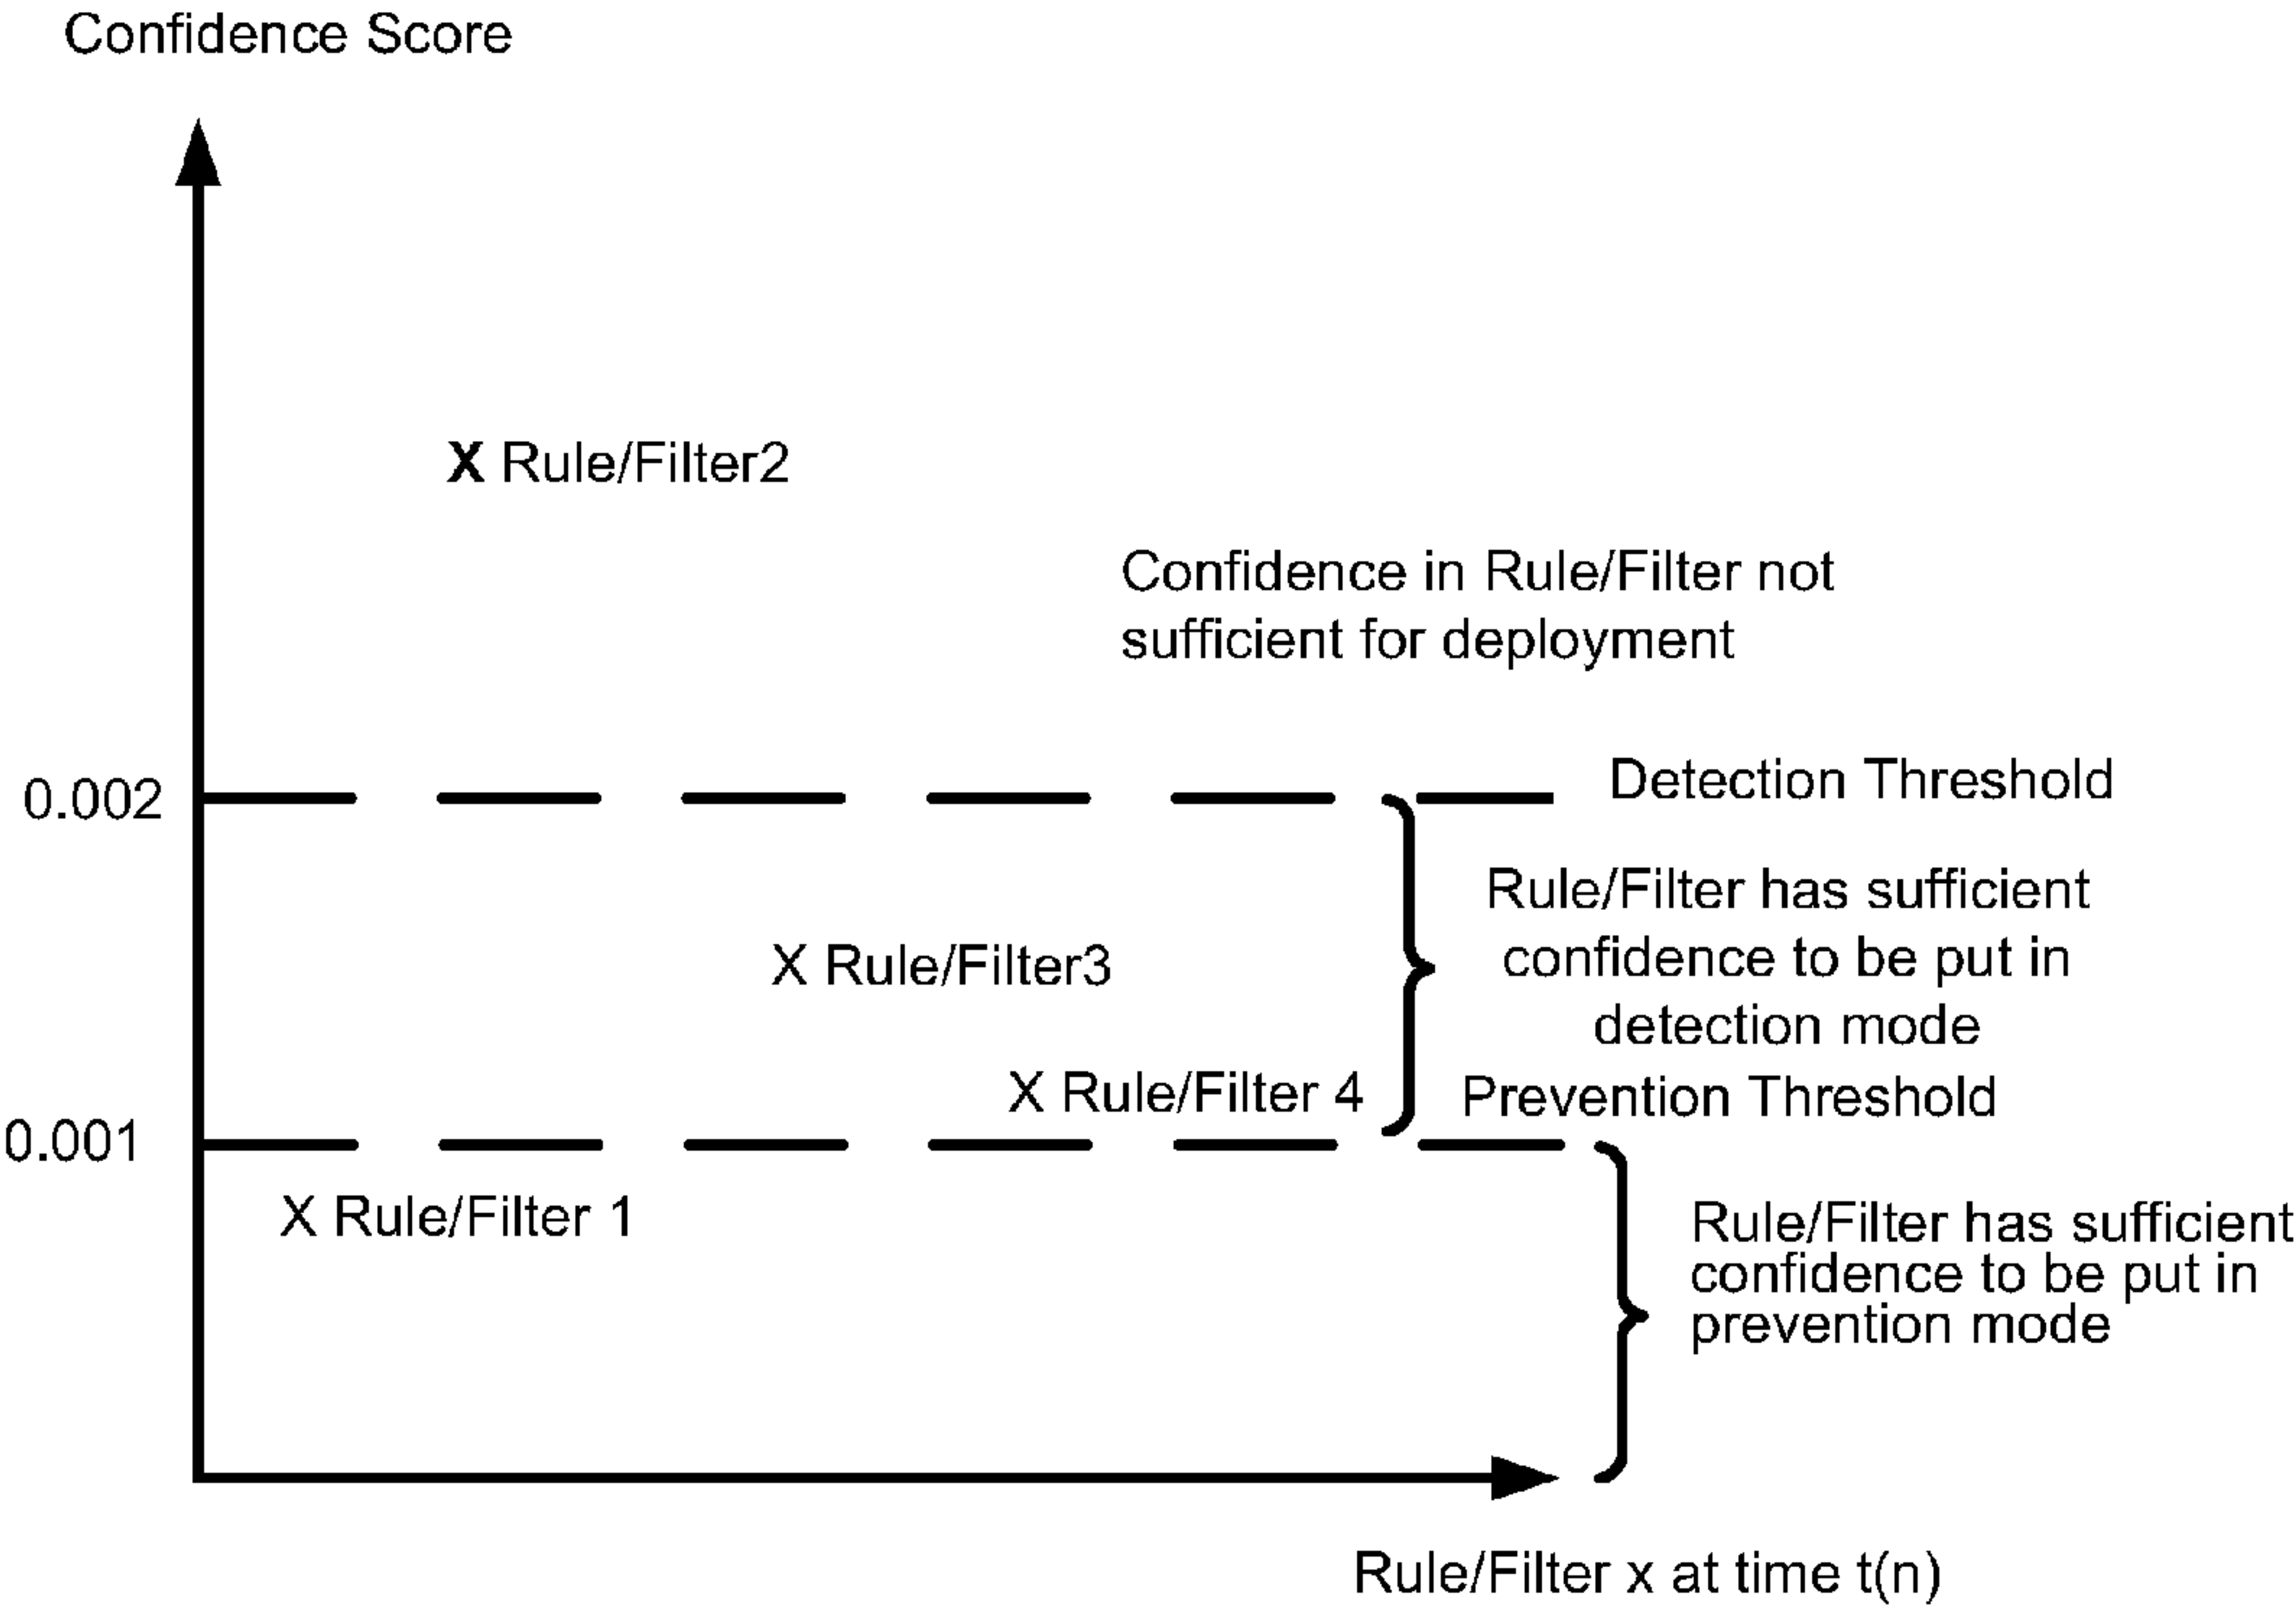 Confidence Score
X Rule/Filter2
Confidence in Rule/Filter not
sufficient for deployment
0.002
Detection Threshold
Rule/Filter has sufficient
confidence to be put in
detection mode
X Rule/Filter3
X Rule/Filter 4
Prevention Threshold
0.001
X Rule/Filter 1
Rule/Filter has sufficient
confidence to be put in
prevention mode
Rule/Filter x at time t(n)